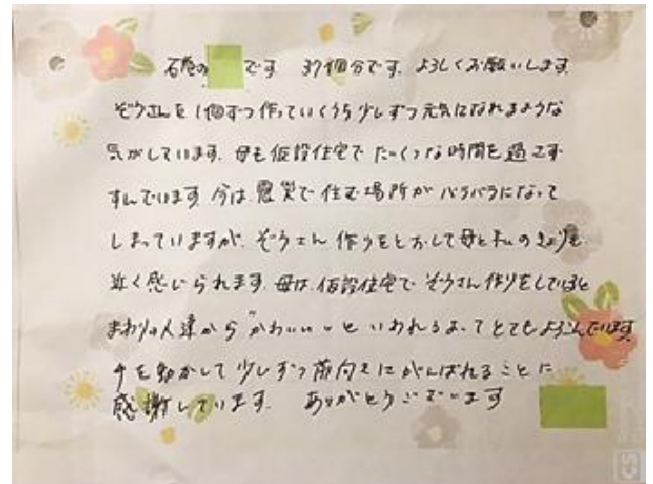 石巻の です 37個分です。よろしくお願いします。
ぞうさんを1個ずつ作っていくうち少しずつ元気になれるような
気がしています。母も仮設住宅でたいくつな時間を過ごさず
すんでいます。今は、震災で住む場所がバラバラになって
しまっていますが、ぞうさん作りをとおして母と私のきょりを
近く感じられます。母は、仮設住宅でぞうさん作りをしていると
まわりの人達から"かわいい"といわれるよ、てとてもよろこんでいます。
手を動かして少しずつ前向きにがんばれることに
感謝しています。ありがとうございます